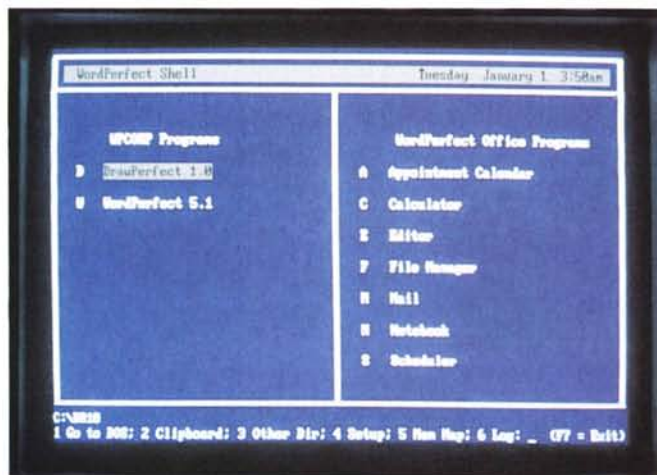 WordPerfect Shell Tuesday January 1 3:50am
WPCORP Programs
D DrawPerfect 1.0
W WordPerfect 5.1
WordPerfect Office Programs
A Appointment Calendar
C Calculator
E Editor
F File Manager
M Mail
N Notebook
S Scheduler
1 Go to DOS; 2 Clipboard; 3 Other Dir; 4 Setup; 5 Mem Map; 6 Log: _ (F7 = Exit)